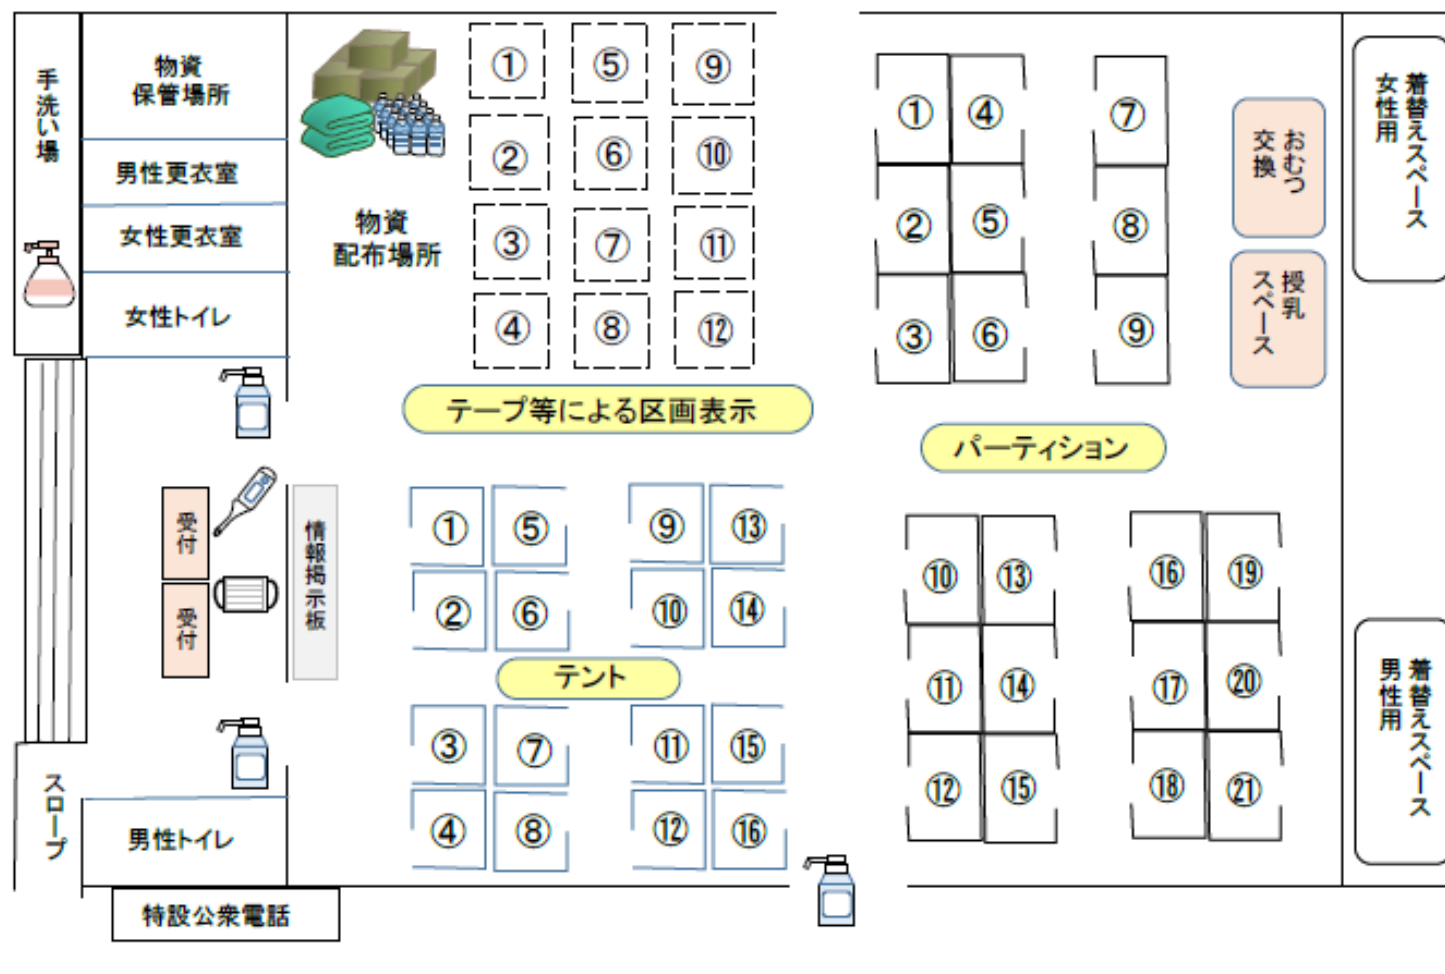 手洗い場
物資
保管場所
男性更衣室
女性更衣室
女性トイレ
物資
配布場所
① ⑤ ⑨
② ⑥ ⑩
③ ⑦ ⑪
④ ⑧ ⑫
テープ等による区画表示
① ④ ⑦
② ⑤ ⑧
③ ⑥ ⑨
パーティション
おむつ
交換
授乳
スペース
着替えスペース
女性用
受付
受付
情報掲示板
① ⑤ ⑨ ⑬
② ⑥ ⑩ ⑭
テント
③ ⑦ ⑪ ⑮
④ ⑧ ⑫ ⑯
⑩ ⑬ ⑯ ⑲
⑪ ⑭ ⑰ ⑳
⑫ ⑮ ⑱ ㉑
着替えスペース
男性用
スロープ
男性トイレ
特設公衆電話